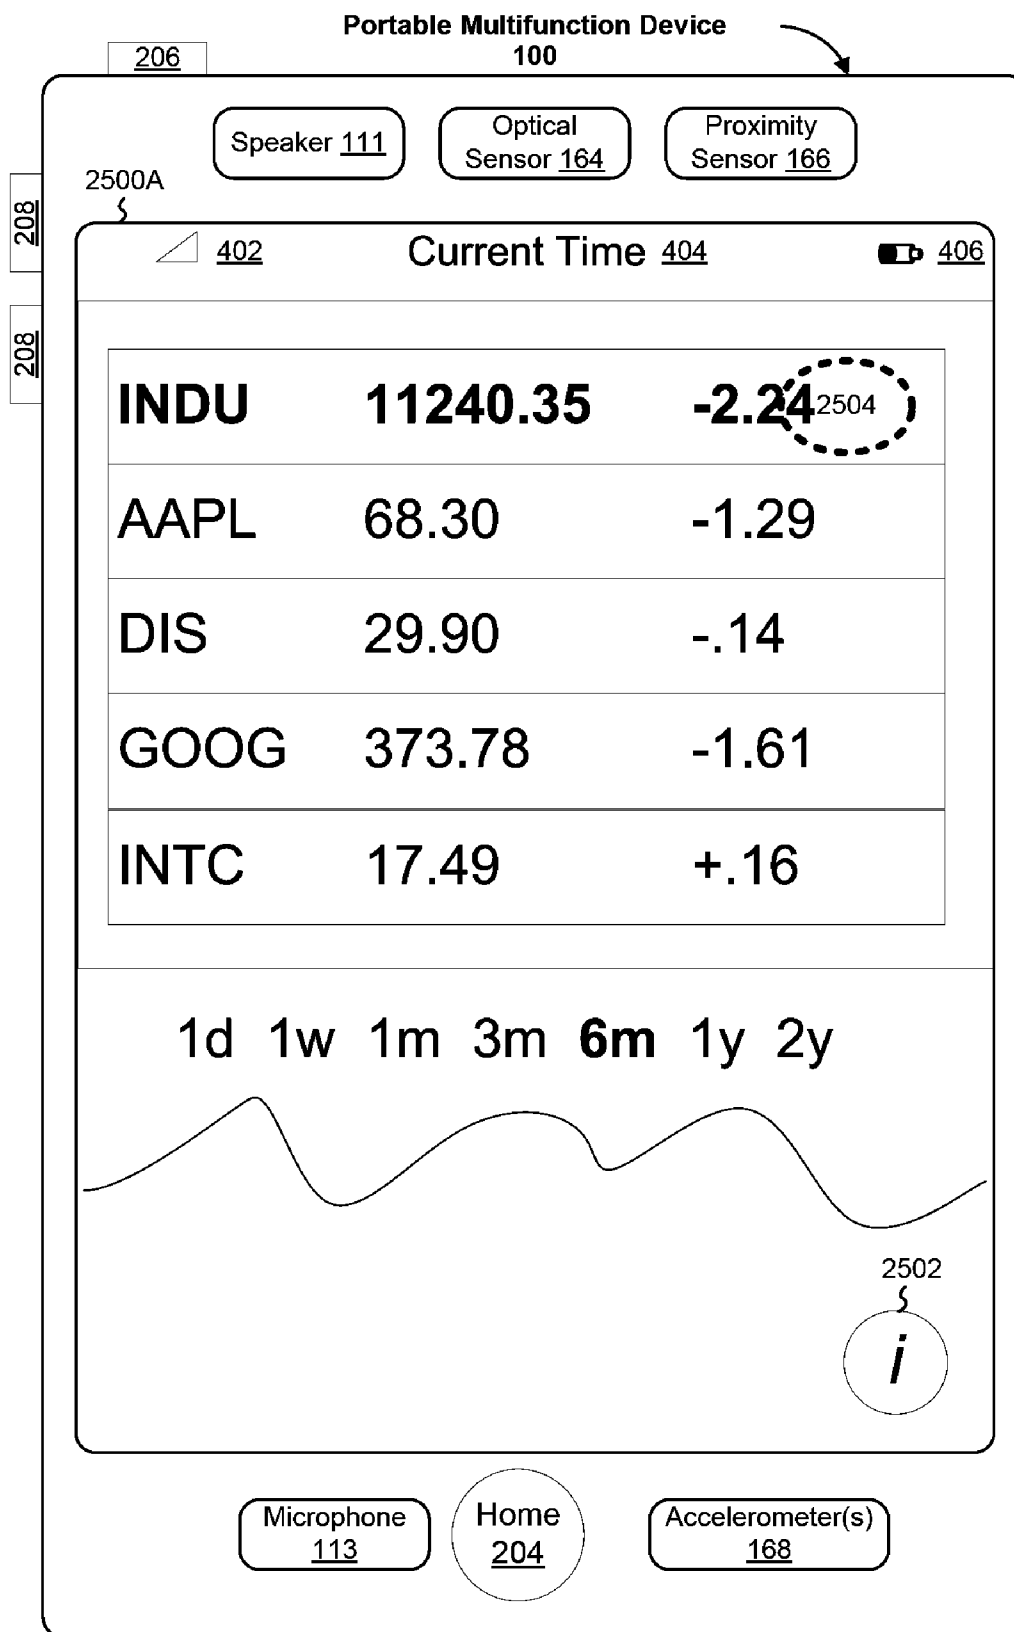 Portable Multifunction Device
100
206
Speaker 111
Optical
Sensor 164
Proximity
Sensor 166
2500A
208
208
402
Current Time 404
406
INDU 11240.35 -2.24 2504
AAPL 68.30 -1.29
DIS 29.90 -.14
GOOG 373.78 -1.61
INTC 17.49 +.16
1d 1w 1m 3m 6m 1y 2y
2502
i
Microphone
113
Home
204
Accelerometer(s)
168